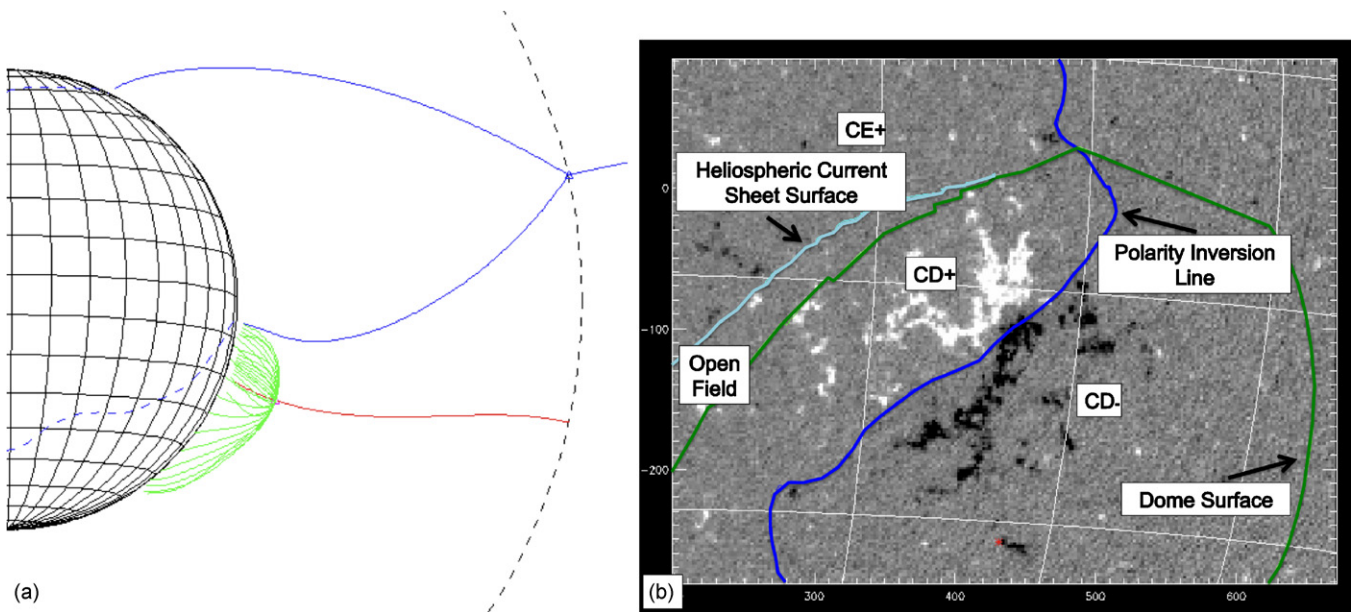 (a)
CE+
Heliospheric Current
Sheet Surface
0
CD+
Polarity Inversion
Line
-100
Open
Field
CD-
-200
Dome Surface
(b)
300
400
500
600